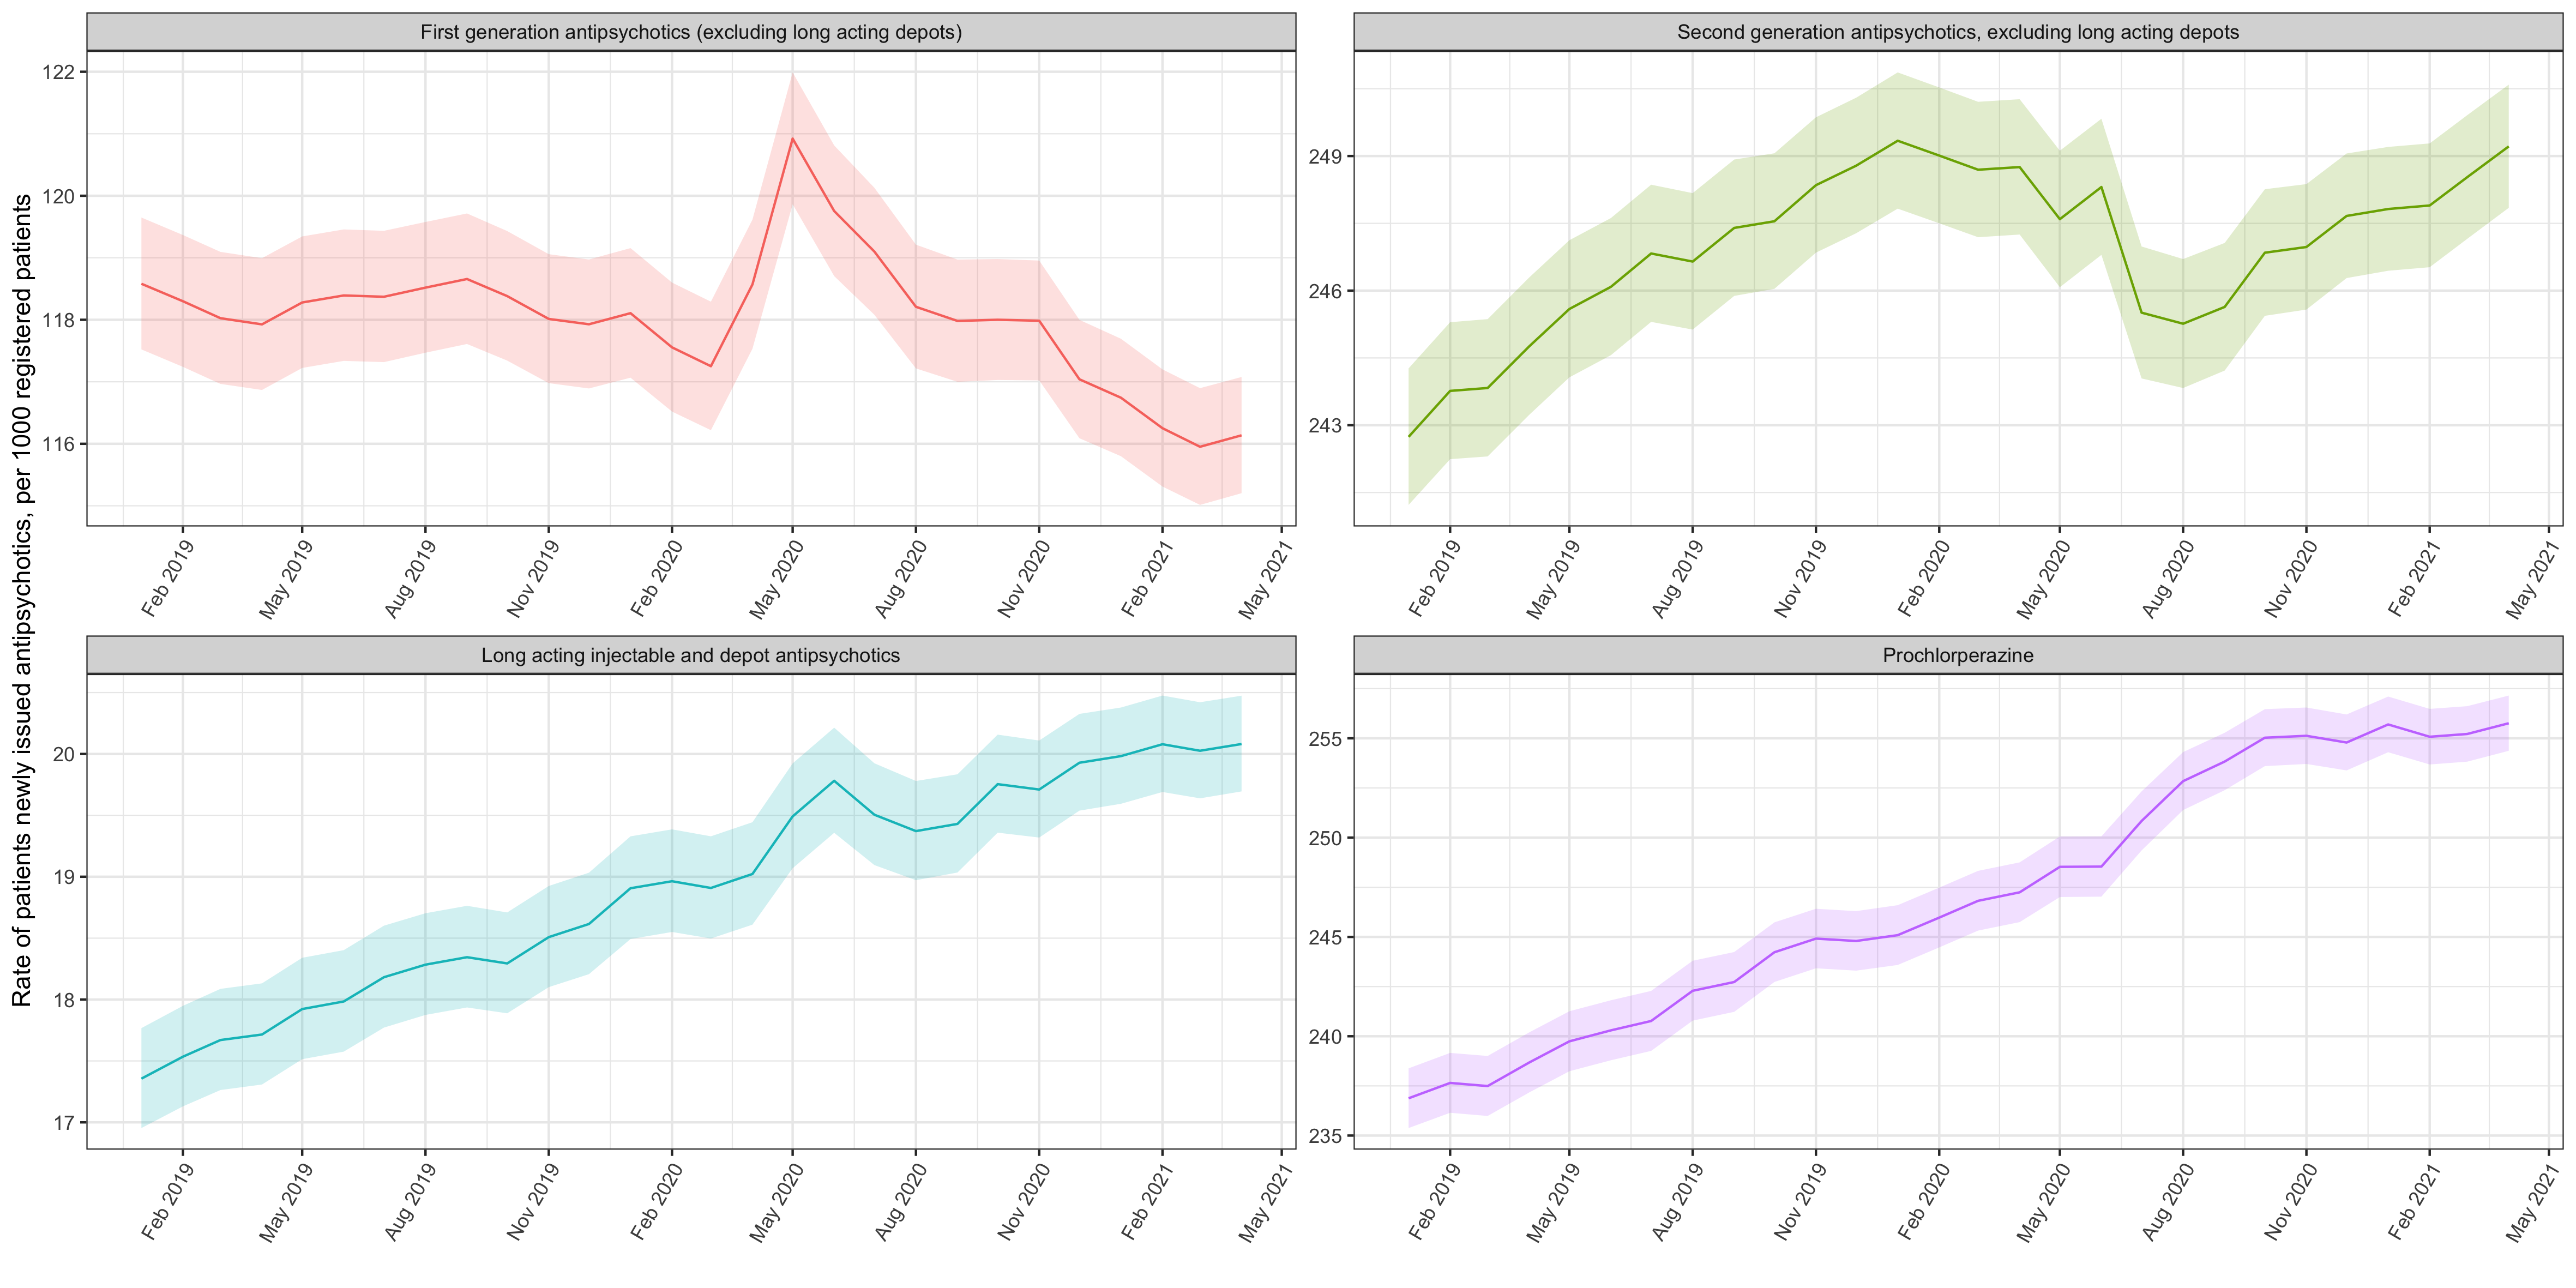 Rate of patients newly issued antipsychotics, per 1000 registered patients
First generation antipsychotics (excluding long acting depots)
122
120
118
116
Feb 2019
May 2019
Aug 2019
Nov 2019
Feb 2020
May 2020
Aug 2020
Nov 2020
Feb 2021
May 2021
Second generation antipsychotics, excluding long acting depots
249
246
243
Feb 2019
May 2019
Aug 2019
Nov 2019
Feb 2020
May 2020
Aug 2020
Nov 2020
Feb 2021
May 2021
Long acting injectable and depot antipsychotics
20
19
18
17
Feb 2019
May 2019
Aug 2019
Nov 2019
Feb 2020
May 2020
Aug 2020
Nov 2020
Feb 2021
May 2021
Prochlorperazine
255
250
245
240
235
Feb 2019
May 2019
Aug 2019
Nov 2019
Feb 2020
May 2020
Aug 2020
Nov 2020
Feb 2021
May 2021